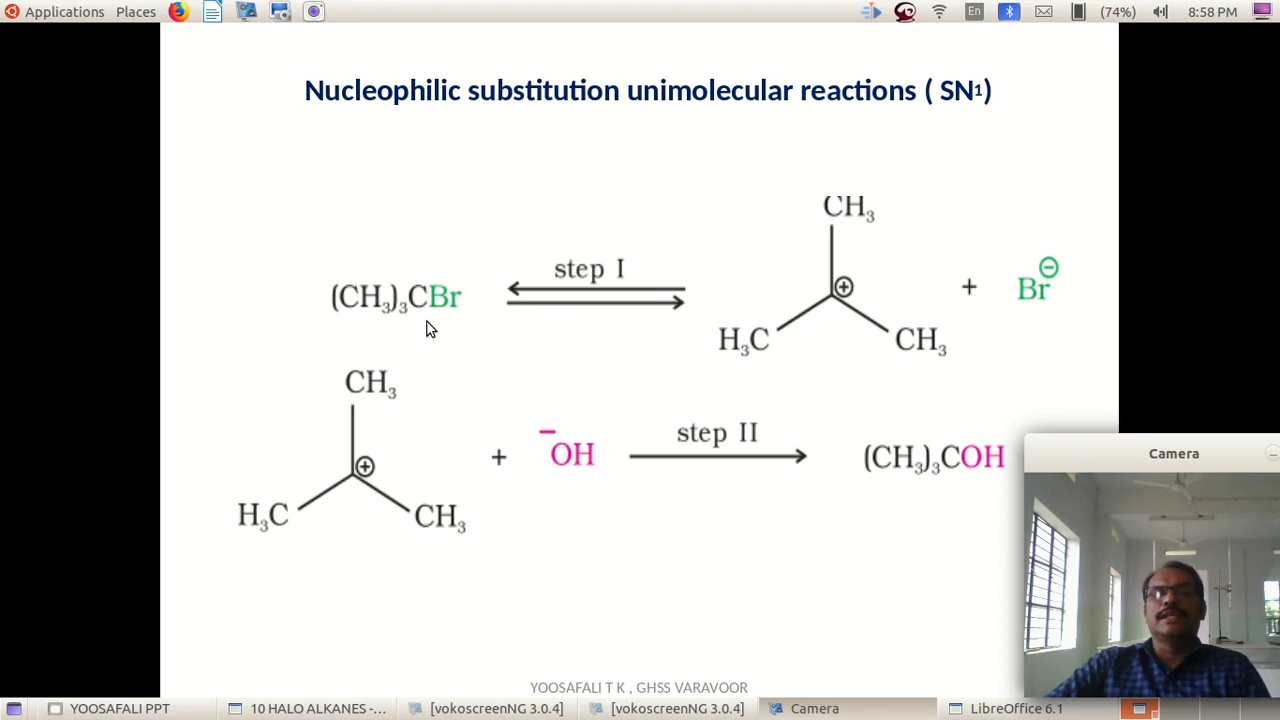 Applications Places En (74%) 8:58 PM
Nucleophilic substitution unimolecular reactions ( SN¹)
CH₃
step I
(CH₃)₃CBr
+ Br⊖
⊕
H₃C CH₃
CH₃
step II
⊕ + ⁻OH (CH₃)₃COH
H₃C CH₃
Camera
YOOSAFALI T K , GHSS VARAVOOR
YOOSAFALI PPT 10 HALO ALKANES -... [vokoscreenNG 3.0.4] [vokoscreenNG 3.0.4] Camera LibreOffice 6.1